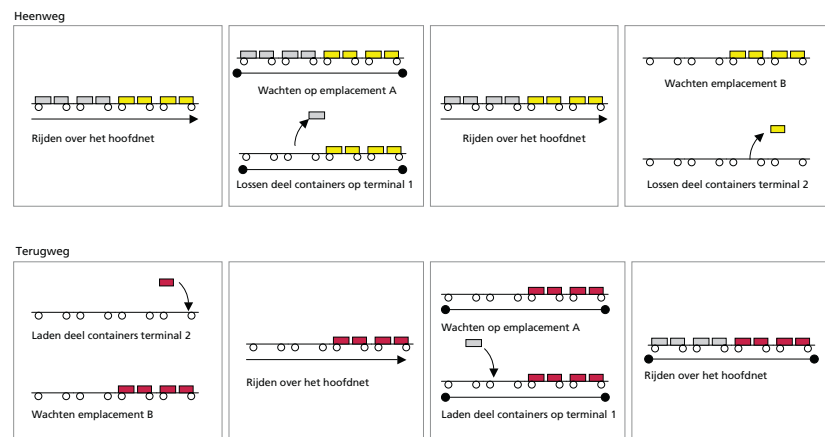 Heenweg
Rijden over het hoofdnet
Wachten op emplacement A
Lossen deel containers op terminal 1
Rijden over het hoofdnet
Wachten emplacement B
Lossen deel containers terminal 2
Terugweg
Laden deel containers terminal 2
Wachten emplacement B
Rijden over het hoofdnet
Wachten op emplacement A
Laden deel containers op terminal 1
Rijden over het hoofdnet